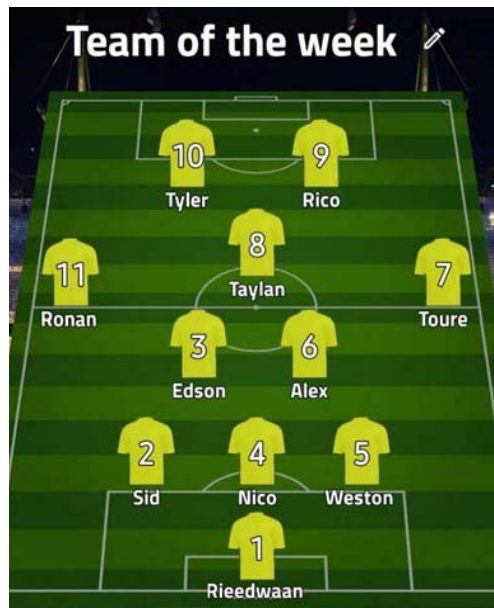 Team of the week
10 9
Tyler Rico
8
11 7
Taylan
Ronan Toure
3 6
Edson Alex
2 4 5
Sid Nico Weston
1
Rieedwaan